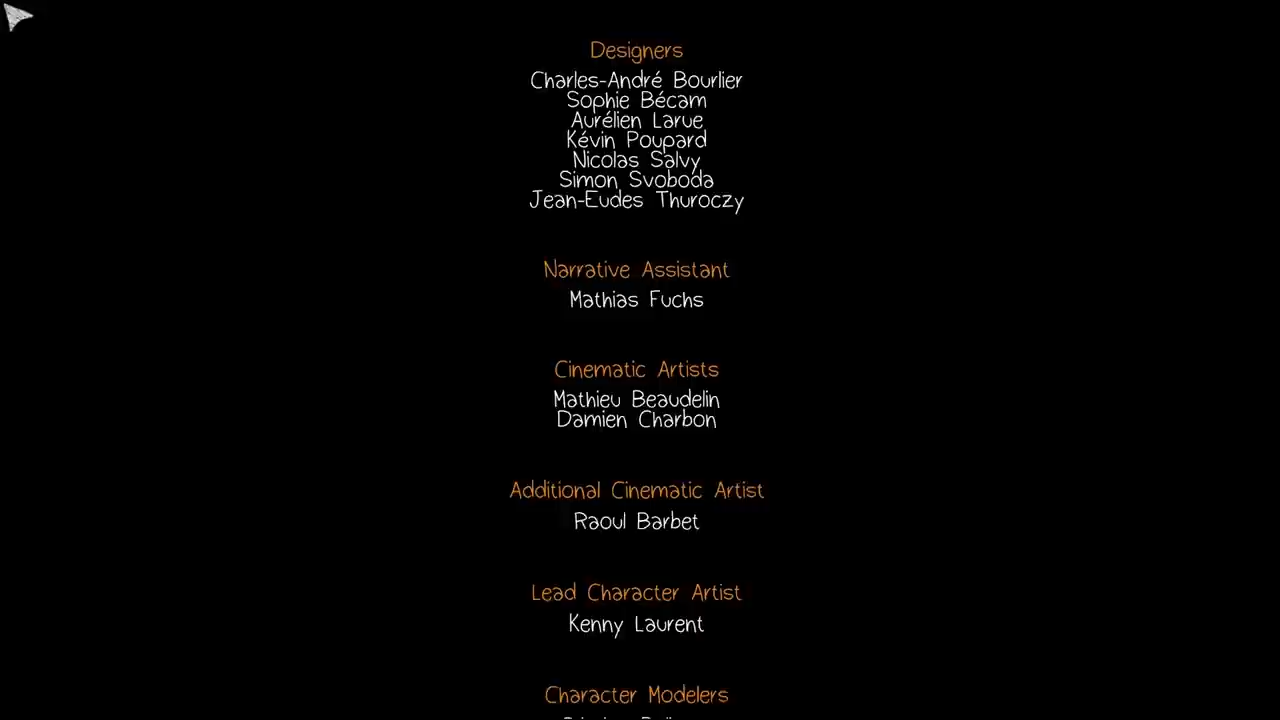 Designers
Charles-André Bourlier
Sophie Bécam
Aurélien Larue
Kévin Poupard
Nicolas Salvy
Simon Svoboda
Jean-Eudes Thuroczy
Narrative Assistant
Mathias Fuchs
Cinematic Artists
Mathieu Beaudelin
Damien Charbon
Additional Cinematic Artist
Raoul Barbet
Lead Character Artist
Kenny Laurent
Character Modelers